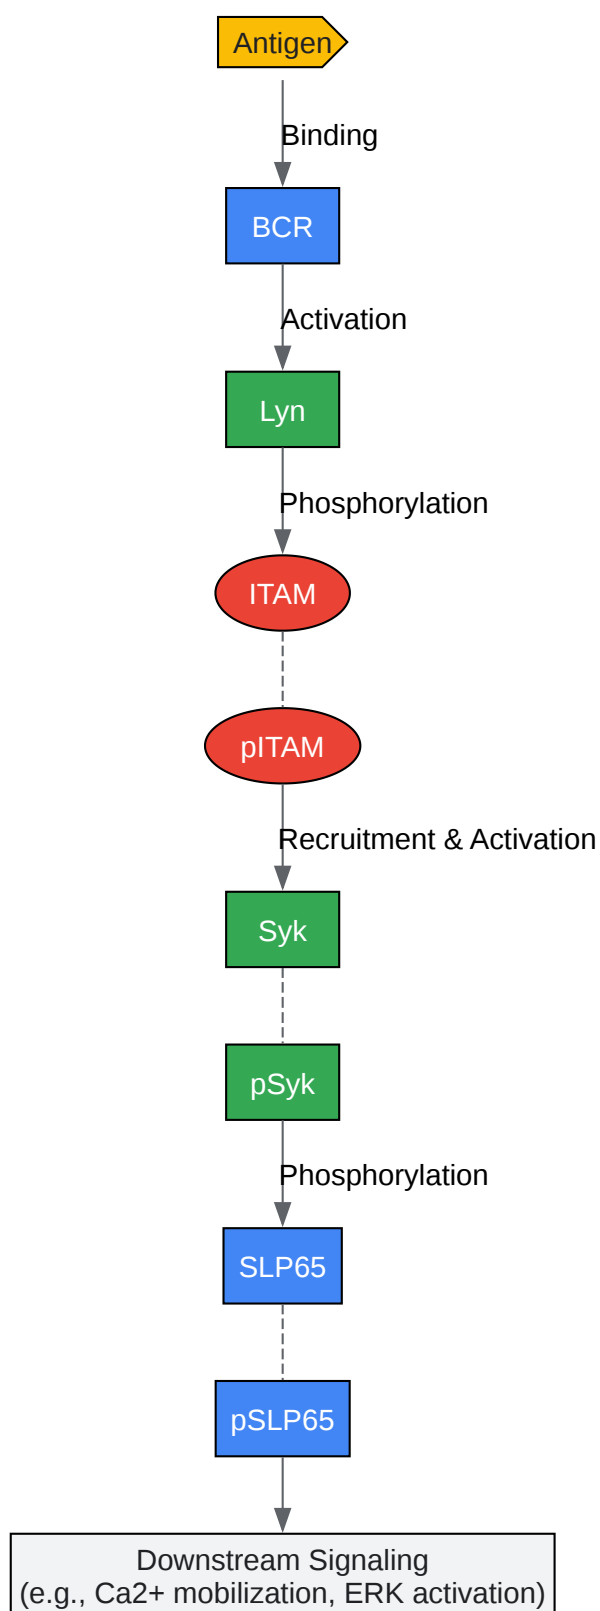 Antigen
Binding
BCR
Activation
Lyn
Phosphorylation
ITAM
pITAM
Recruitment & Activation
Syk
pSyk
Phosphorylation
SLP65
pSLP65
Downstream Signaling
(e.g., Ca2+ mobilization, ERK activation)